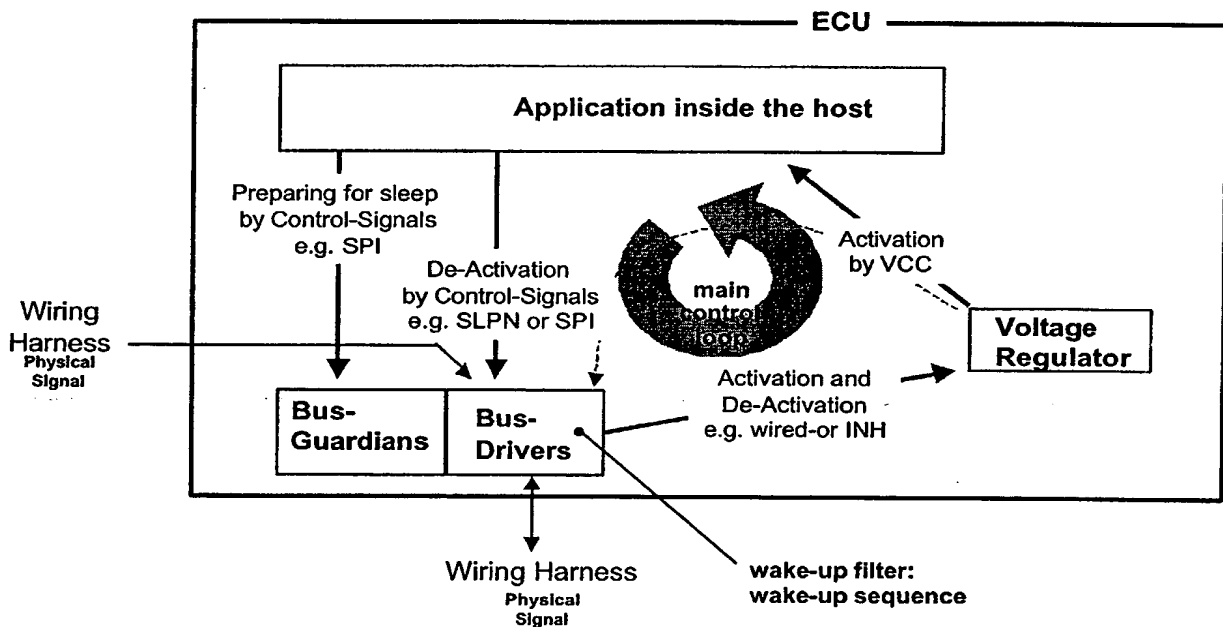 ECU
Application inside the host
Preparing for sleep
by Control-Signals
e.g. SPI
De-Activation
by Control-Signals
e.g. SLPN or SPI
main
control
loop
Activation
by VCC
Wiring
Harness
Physical
Signal
Voltage
Regulator
Activation and
De-Activation
e.g. wired-or INH
Bus-
Guardians
Bus-
Drivers
Wiring Harness
Physical
Signal
wake-up filter:
wake-up sequence